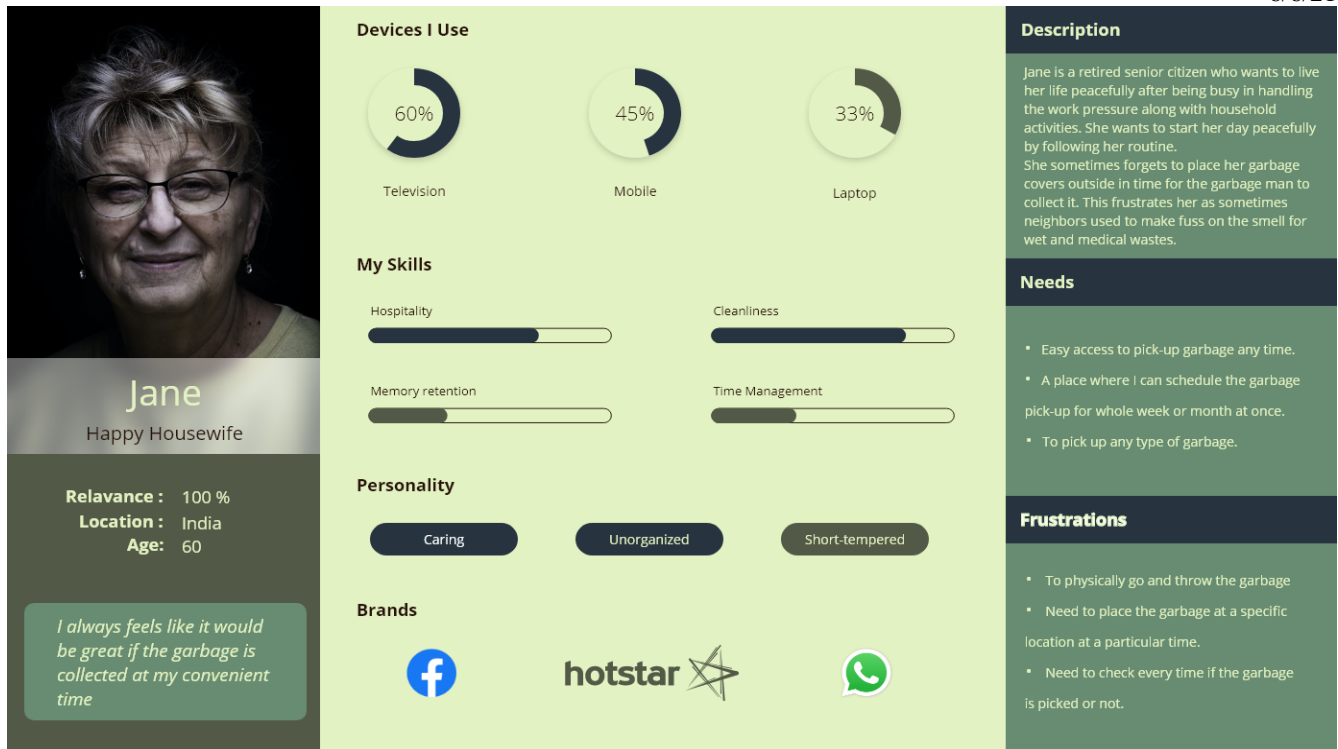 Jane
Happy Housewife
Relavance : 100 %
Location : India
Age: 60
I always feels like it would
be great if the garbage is
collected at my convenient
time
Devices I Use
60%
45%
33%
Television
Mobile
Laptop
My Skills
Hospitality
Cleanliness
Memory retention
Time Management
Personality
Caring
Unorganized
Short-tempered
Brands
hotstar
Description
Jane is a retired senior citizen who wants to live
her life peacefully after being busy in handling
the work pressure along with household
activities. She wants to start her day peacefully
by following her routine.
She sometimes forgets to place her garbage
covers outside in time for the garbage man to
collect it. This frustrates her as sometimes
neighbors used to make fuss on the smell for
wet and medical wastes.
Needs
• Easy access to pick-up garbage any time.
• A place where I can schedule the garbage
pick-up for whole week or month at once.
• To pick up any type of garbage.
Frustrations
• To physically go and throw the garbage
• Need to place the garbage at a specific
location at a particular time.
• Need to check every time if the garbage
is picked or not.